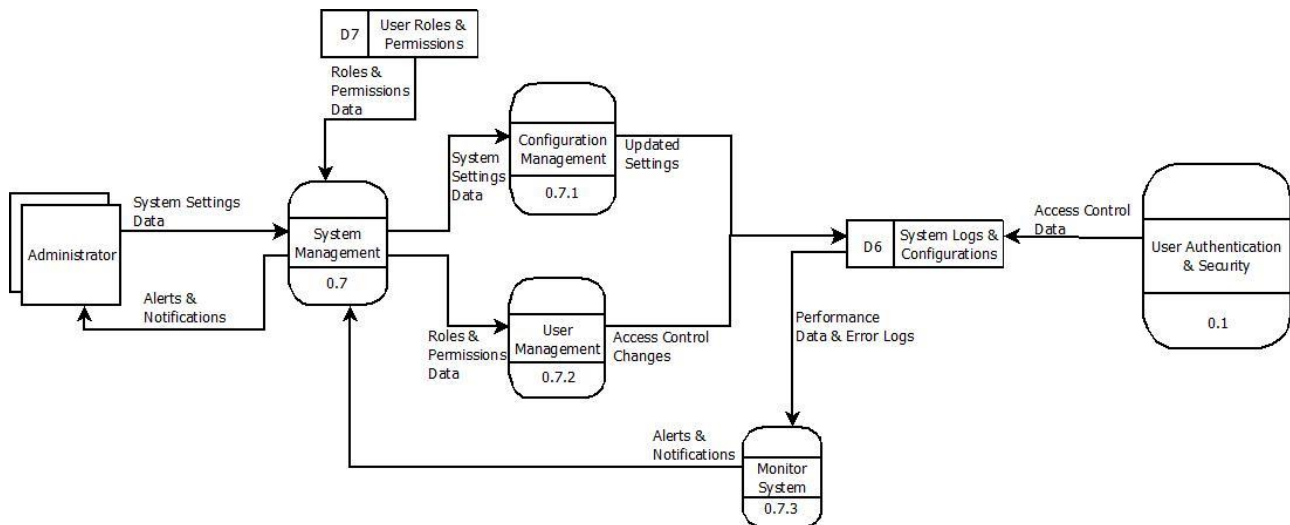 D7
User Roles &
Permissions
Roles &
Permissions
Data
Configuration
Management
0.7.1
System
Settings
Data
Updated
Settings
System Settings
Data
Administrator
Alerts &
Notifications
System
Management
0.7
D6
System Logs &
Configurations
Access Control
Data
User Authentication
& Security
0.1
Roles &
Permissions
Data
User
Management
0.7.2
Access Control
Changes
Performance
Data & Error Logs
Alerts &
Notifications
Monitor
System
0.7.3